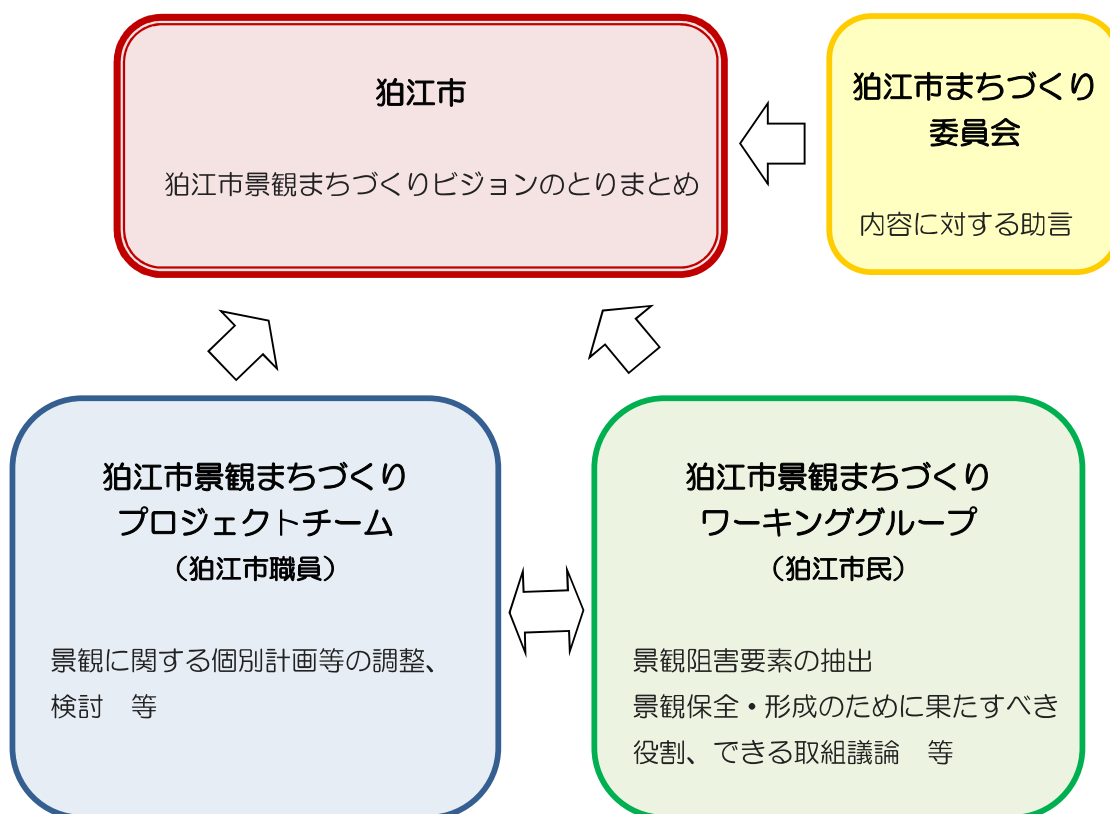 狛江市
狛江市景観まちづくりビジョンのとりまとめ
狛江市まちづくり
委員会
内容に対する助言
狛江市景観まちづくり
プロジェクトチーム
（狛江市職員）
景観に関する個別計画等の調整、
検討　等
狛江市景観まちづくり
ワーキンググループ
（狛江市民）
景観阻害要素の抽出
景観保全・形成のために果たすべき
役割、できる取組議論　等